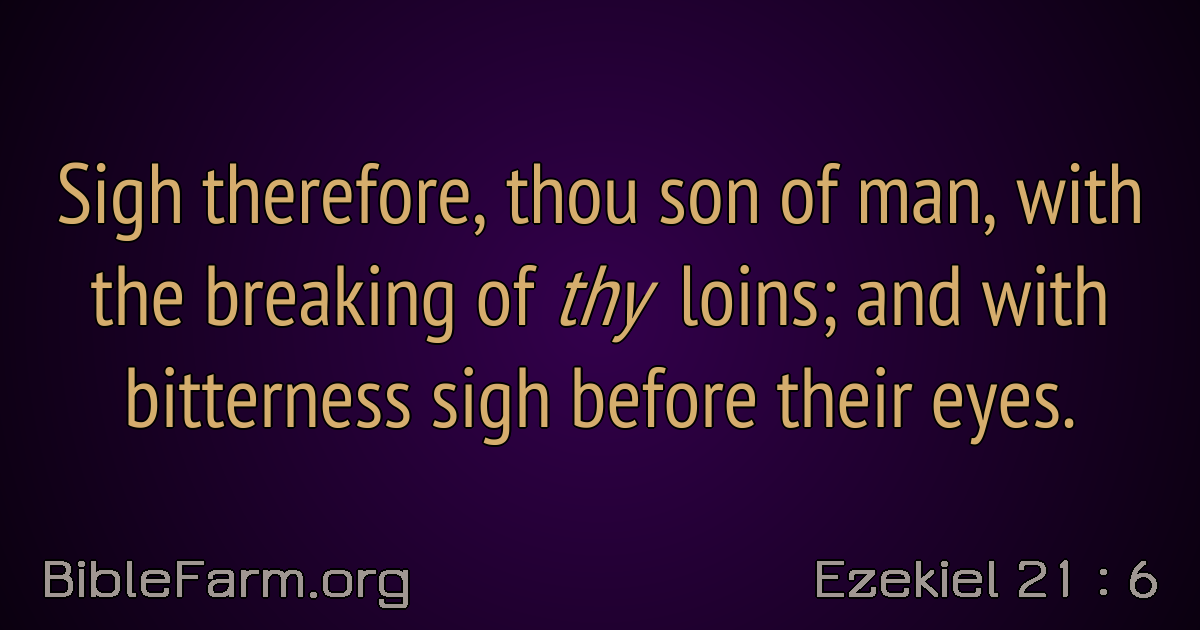 Sigh therefore, thou son of man, with
the breaking of thy loins; and with
bitterness sigh before their eyes.
BibleFarm.org
Ezekiel 21 : 6